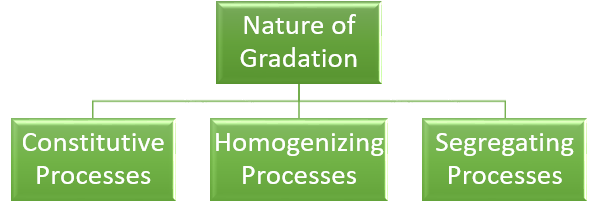 Nature of
Gradation
Constitutive
Processes
Homogenizing
Processes
Segregating
Processes